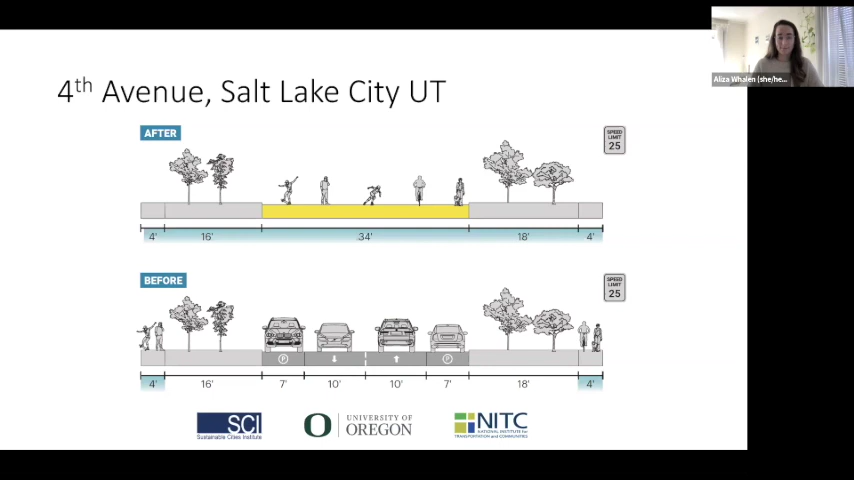 Aliza Whalen (she/he...
4th Avenue, Salt Lake City UT
AFTER
SPEED
LIMIT
25
4' 16' 34' 18' 4'
BEFORE
SPEED
LIMIT
25
P P
4' 16' 7' 10' 10' 7' 18' 4'
SCI
Sustainable Cities Institute
O
UNIVERSITY OF
OREGON
NITC
NATIONAL INSTITUTE for
TRANSPORTATION and COMMUNITIES